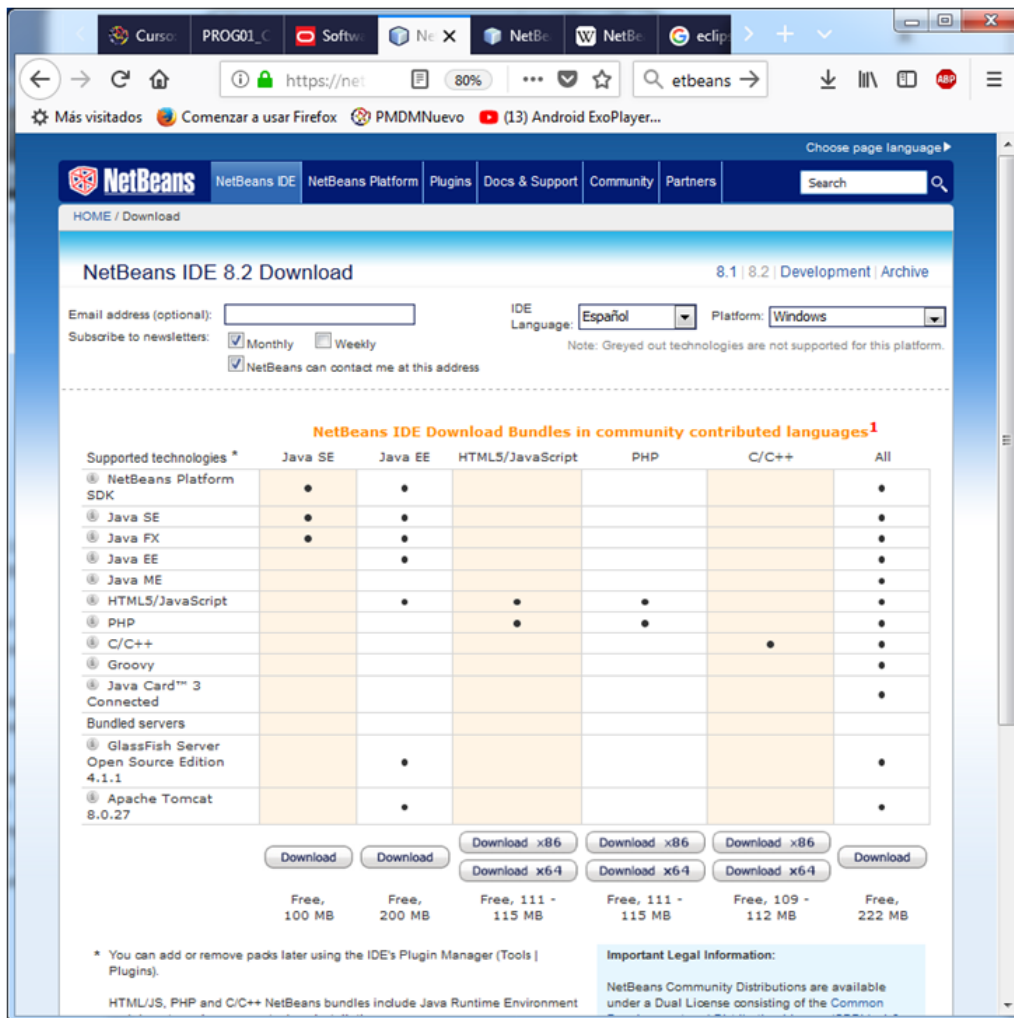 Curso:
PROG01_C
Softwa
Ne
NetBe
W NetBe
G eclips
https://net
80%
etbeans
ABP
Más visitados Comenzar a usar Firefox PMDMNuevo (13) Android ExoPlayer...
Choose page language
NetBeans NetBeans IDE NetBeans Platform Plugins Docs & Support Community Partners Search
HOME / Download
NetBeans IDE 8.2 Download 8.1 | 8.2 | Development | Archive
Email address (optional):
IDE Language: Español Platform: Windows
Subscribe to newsletters: Monthly Weekly
Note: Greyed out technologies are not supported for this platform.
NetBeans can contact me at this address
NetBeans IDE Download Bundles in community contributed languages1
Supported technologies * Java SE Java EE HTML5/JavaScript PHP C/C++ All
NetBeans Platform
SDK
Java SE
Java FX
Java EE
Java ME
HTML5/JavaScript
PHP
C/C++
Groovy
Java Card™ 3
Connected
Bundled servers
GlassFish Server
Open Source Edition
4.1.1
Apache Tomcat
8.0.27
Download x86 Download x86 Download x86
Download Download Download
Download x64 Download x64 Download x64
Free, Free, Free, 111 - Free, 111 - Free, 109 - Free,
100 MB 200 MB 115 MB 115 MB 112 MB 222 MB
* You can add or remove packs later using the IDE's Plugin Manager (Tools |
Plugins).
HTML/JS, PHP and C/C++ NetBeans bundles include Java Runtime Environment
Important Legal Information:
NetBeans Community Distributions are available
under a Dual License consisting of the Common